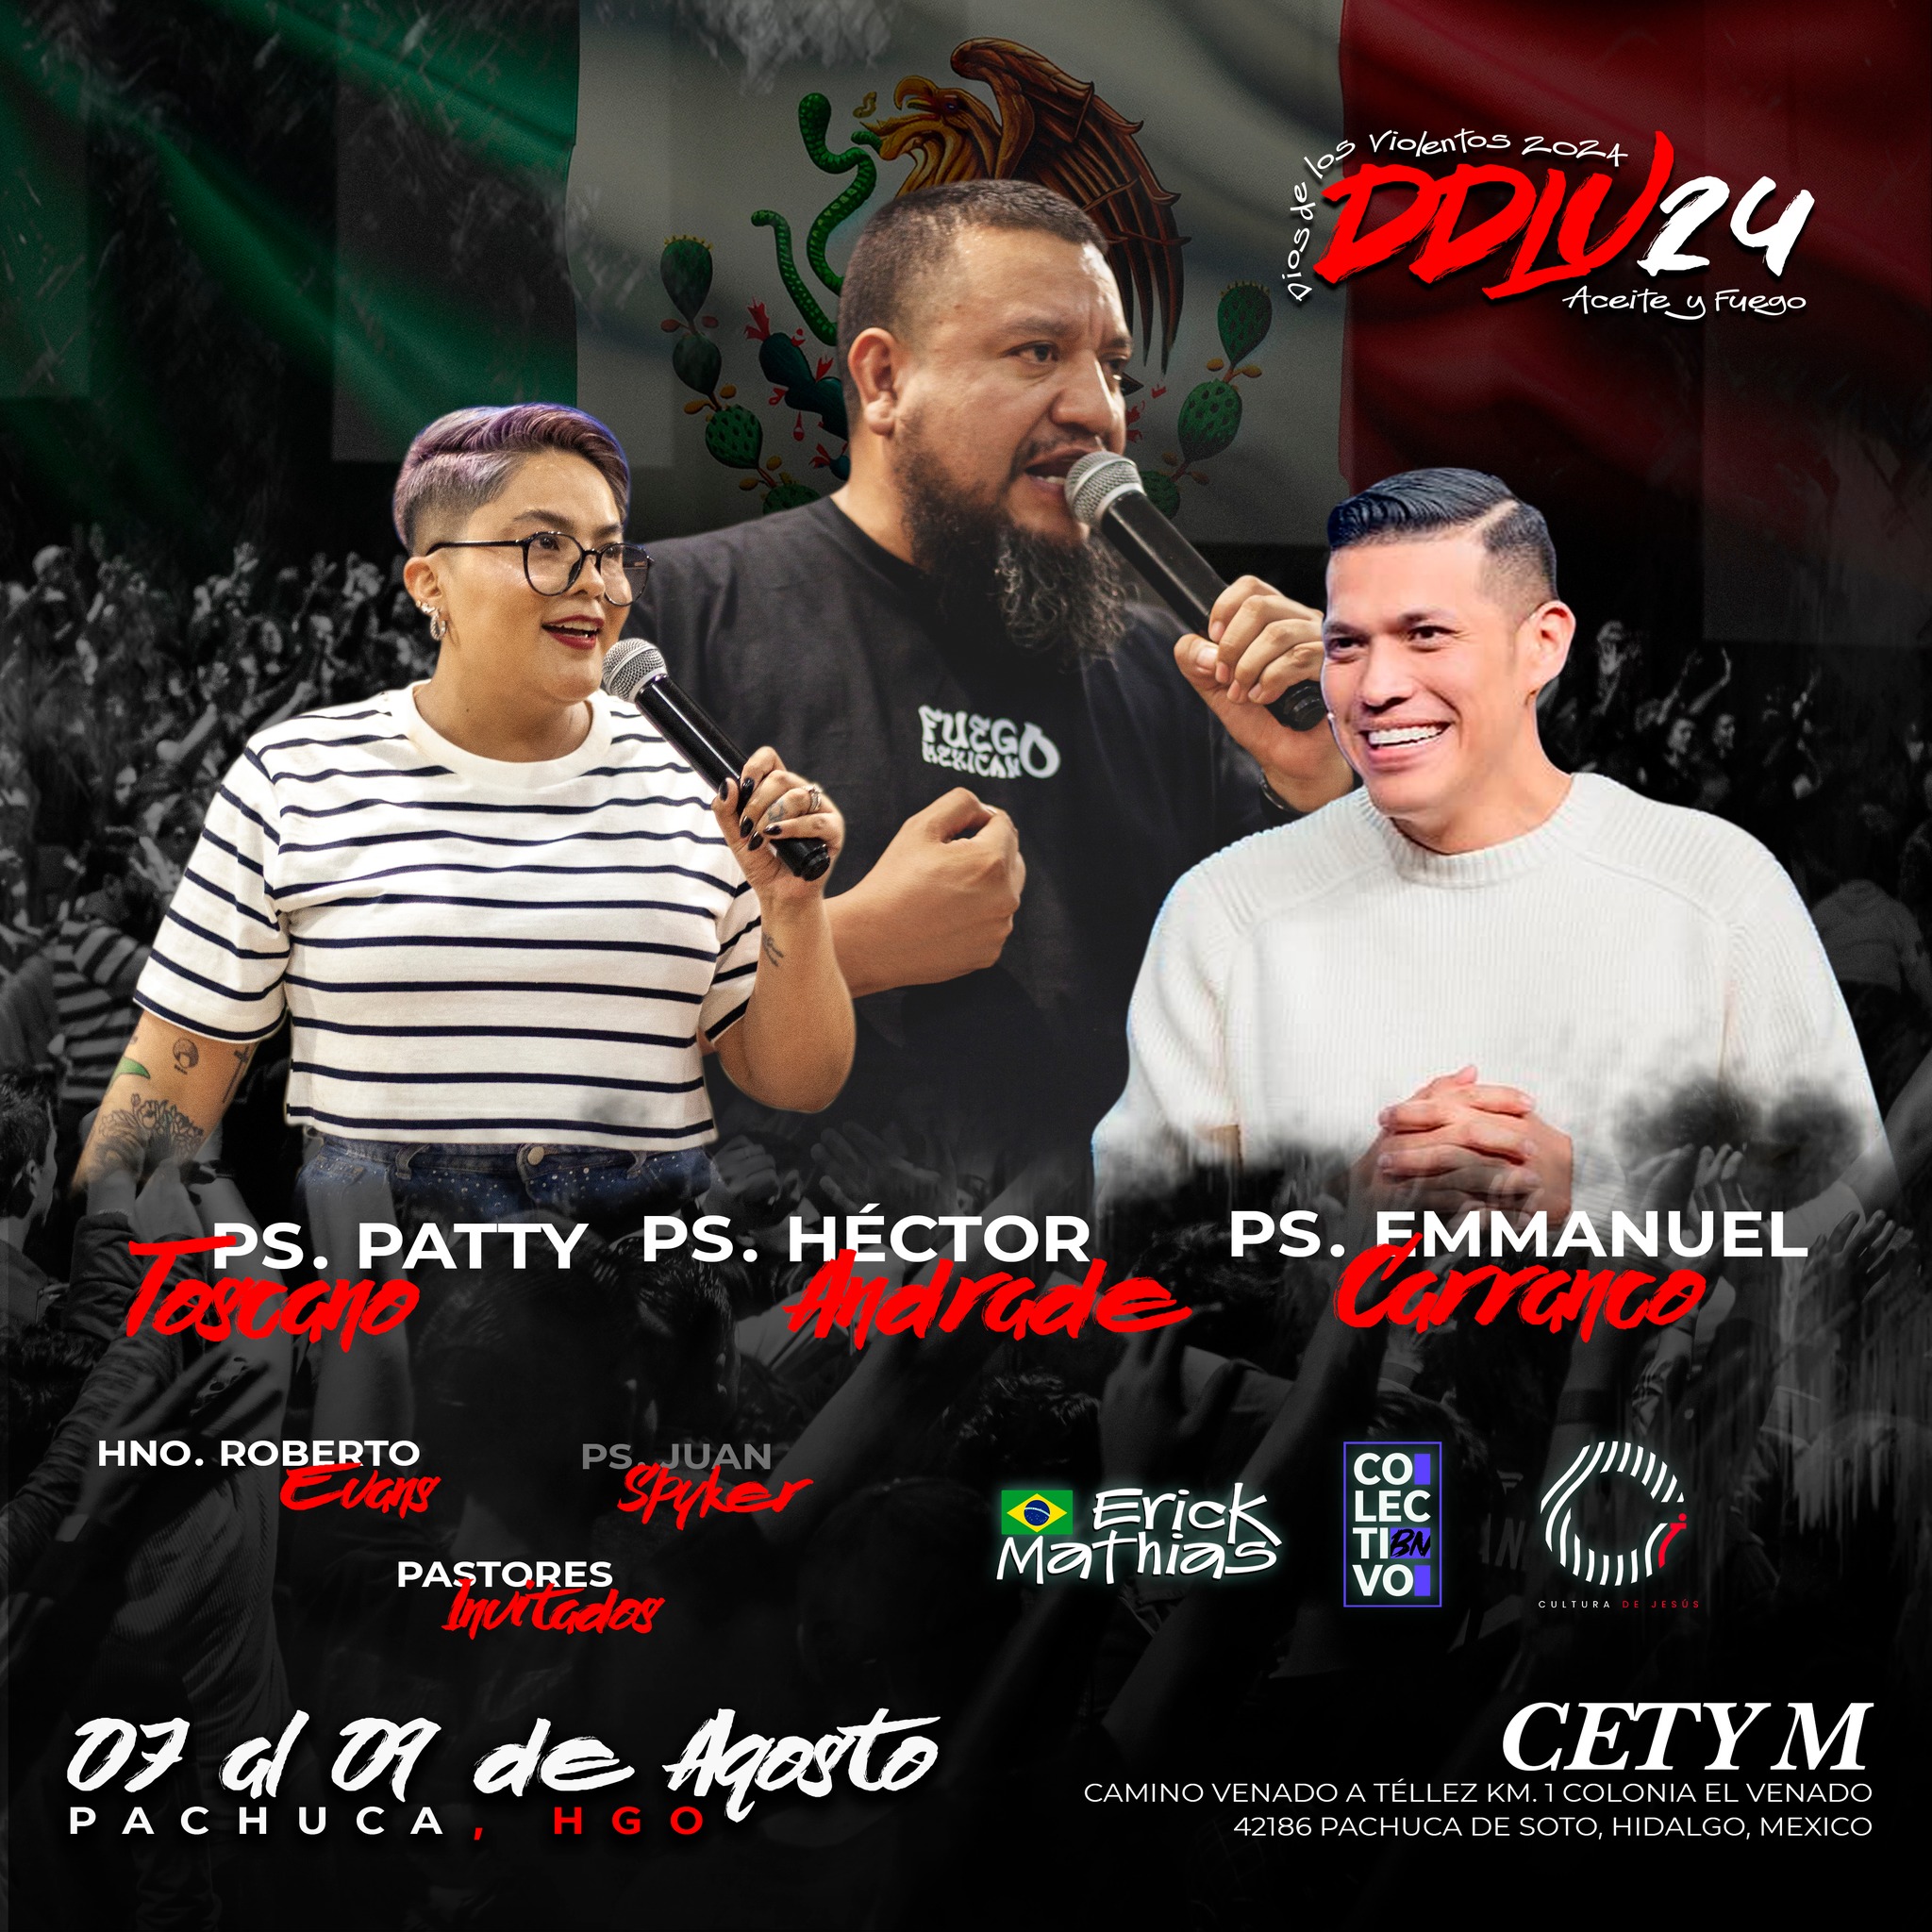 Dios de los Violentos 2024
DDLV24
Aceite y Fuego
FUEGO
MEXICANO
PS. PATTY
Toscano
PS. HÉCTOR
Andrade
PS. EMMANUEL
Carranco
HNO. ROBERTO
Evans
PS. JUAN
Spyker
PASTORES
Invitados
Erick
Mathias
CO
LEC
TI BN
VO
CULTURA DE JESÚS
07 al 09 de Agosto
PACHUCA, HGO
CETY M
CAMINO VENADO A TÉLLEZ KM. 1 COLONIA EL VENADO
42186 PACHUCA DE SOTO, HIDALGO, MEXICO